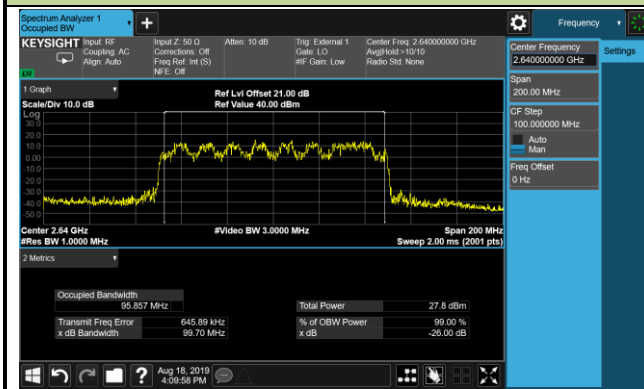 Spectrum Analyzer 1
Occupied BW
+
Frequency
KEYSIGHT
Input: RF
Coupling: AC
Align: Auto
Input Z: 50 Ω
Corrections: Off
Freq Ref: Int (S)
NFE: Off
Atten: 10 dB
Trig: External 1
Gate: LO
#IF Gain: Low
Center Freq: 2.640000000 GHz
Avg|Hold:>10/10
Radio Std: None
Center Frequency
2.640000000 GHz
Settings
Span
200.00 MHz
CF Step
100.000000 MHz
Auto
Man
Freq Offset
0 Hz
1 Graph
Scale/Div 10.0 dB
Ref Lvl Offset 21.00 dB
Ref Value 40.00 dBm
Log
30.0
20.0
10.0
0.00
-10.0
-20.0
-30.0
-40.0
-50.0
Center 2.64 GHz
#Res BW 1.0000 MHz
#Video BW 3.0000 MHz
Span 200 MHz
Sweep 2.00 ms (2001 pts)
2 Metrics
Occupied Bandwidth
95.857 MHz
Total Power 27.8 dBm
Transmit Freq Error 645.89 kHz
% of OBW Power 99.00 %
x dB Bandwidth 99.70 MHz
x dB -26.00 dB
?
Aug 18, 2019
4:09:58 PM